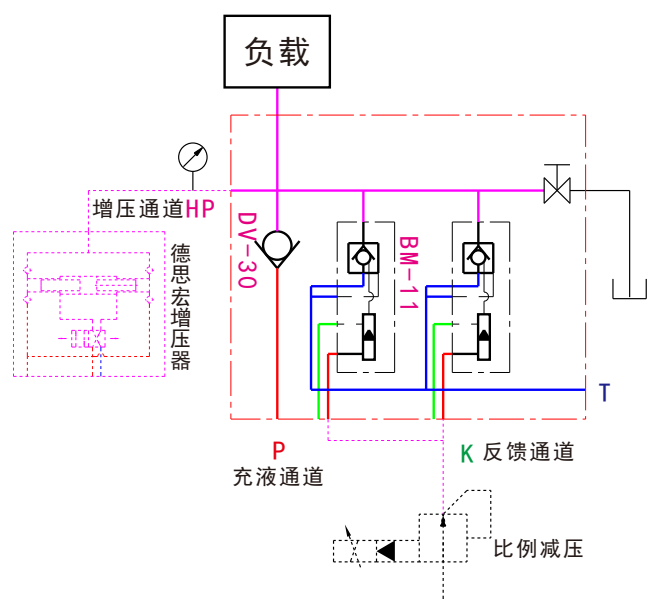 负载
增压通道HP
德思宏增压器
DV-30
BM-11
T
P
充液通道
K 反馈通道
比例减压